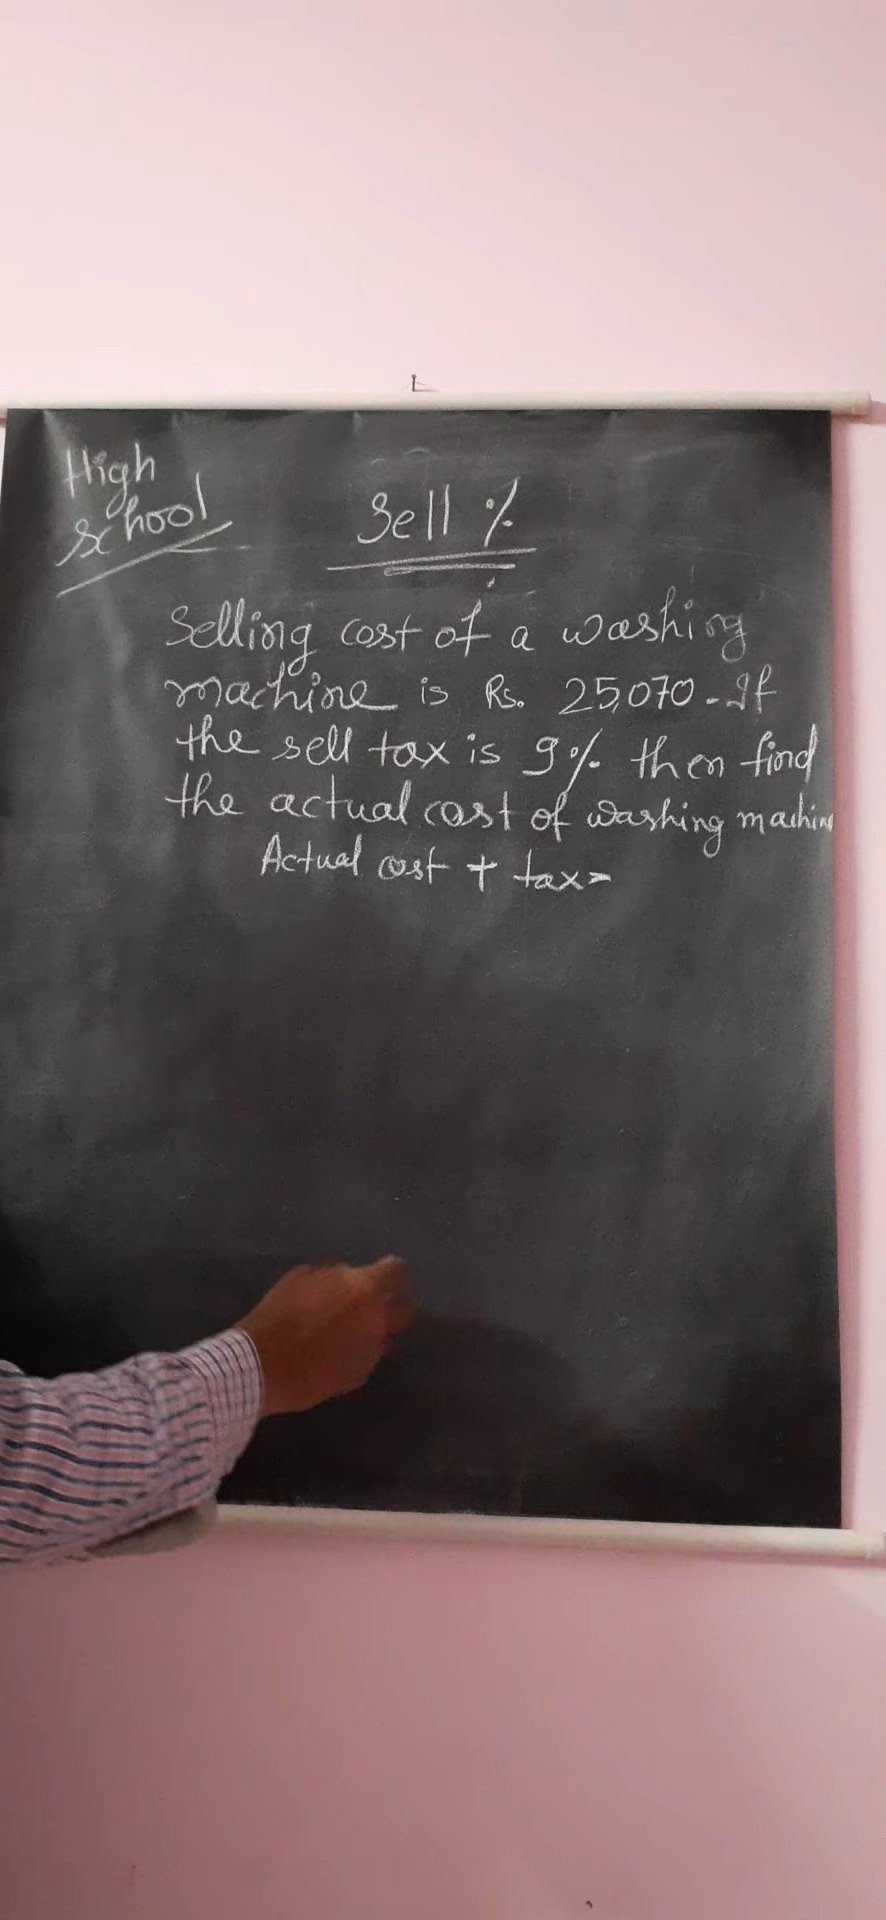 High
school
Sell %
Selling cost of a washing
machine is Rs. 25,070 - If
the sell tax is 9% then find
the actual cost of washing machine
Actual cost + tax =